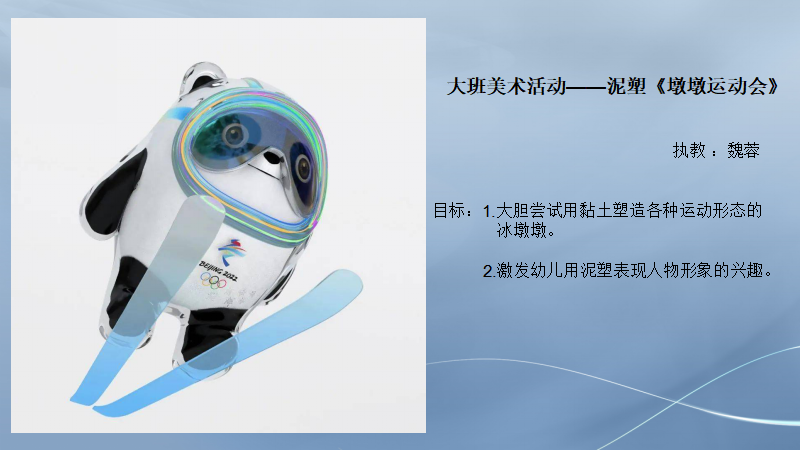 大班美术活动——泥塑《墩墩运动会》
执教：魏蓉
目标：1.大胆尝试用黏土塑造各种运动形态的
冰墩墩。
2.激发幼儿用泥塑表现人物形象的兴趣。
BEIJING 2022